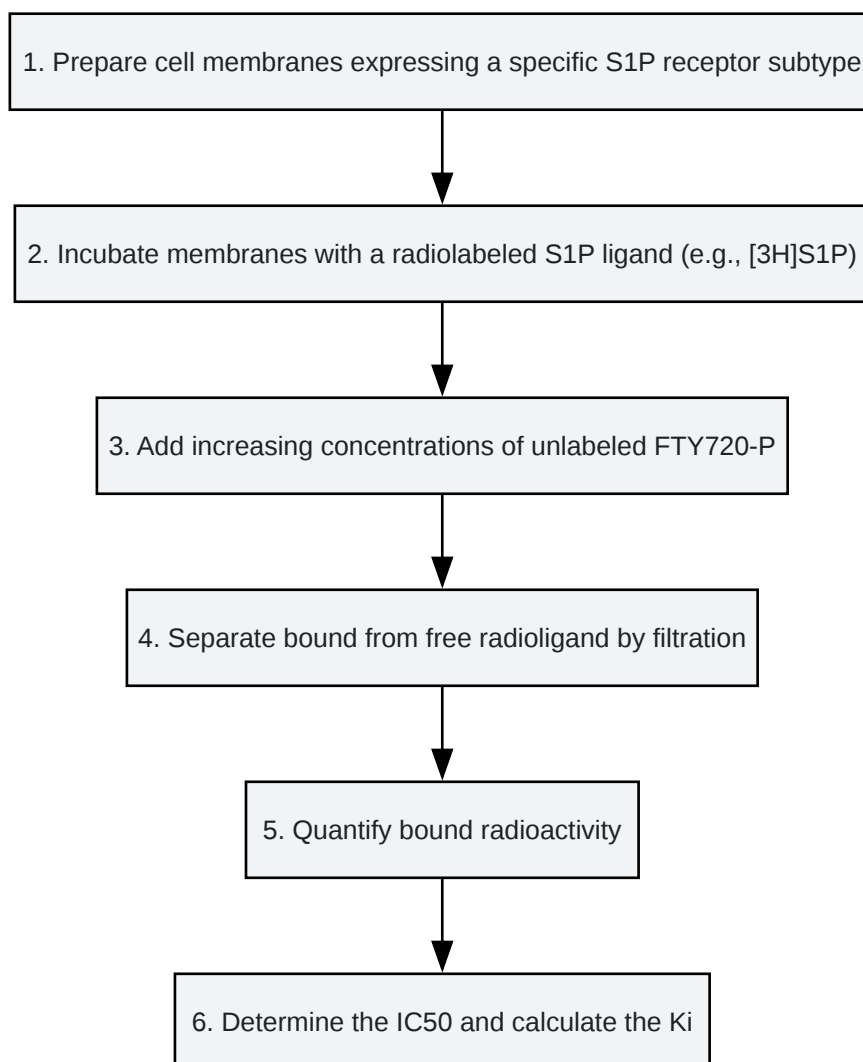 1. Prepare cell membranes expressing a specific S1P receptor subtype
2. Incubate membranes with a radiolabeled S1P ligand (e.g., [3H]S1P)
3. Add increasing concentrations of unlabeled FTY720-P
4. Separate bound from free radioligand by filtration
5. Quantify bound radioactivity
6. Determine the IC50 and calculate the Ki